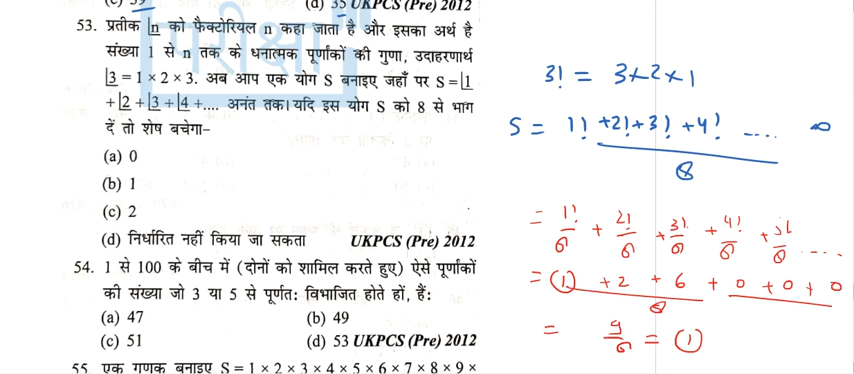 (c) 39 (d) 35 UKPCS (Pre) 2012
53. प्रतीक |n को फैक्टोरियल n कहा जाता है और इसका अर्थ है
संख्या 1 से n तक के धनात्मक पूर्णांकों की गुणा, उदाहरणार्थ
|3 = 1 × 2 × 3. अब आप एक योग S बनाइए जहाँ पर S = |1
+|2 + |3 + |4 +.... अनंत तक। यदि इस योग S को 8 से भाग
दें तो शेष बचेगा–
(a) 0
(b) 1
(c) 2
(d) निर्धारित नहीं किया जा सकता UKPCS (Pre) 2012
54. 1 से 100 के बीच में (दोनों को शामिल करते हुए) ऐसे पूर्णांकों
की संख्या जो 3 या 5 से पूर्णत: विभाजित होते हों, हैं:
(a) 47 (b) 49
(c) 51 (d) 53 UKPCS (Pre) 2012
55. एक गुणक बनाइए S = 1 × 2 × 3 × 4 × 5 × 6 × 7 × 8 × 9 ×
परीक्षा
3! = 3×2×1
S = 1! +2!+3! +4! .... ∞
8
= 1!/8 + 2!/8 + 3!/8 + 4!/8 + 5!/8 ....
= 1 + 2 + 6 + 0 + 0 + 0
8
= 9/8 = 1